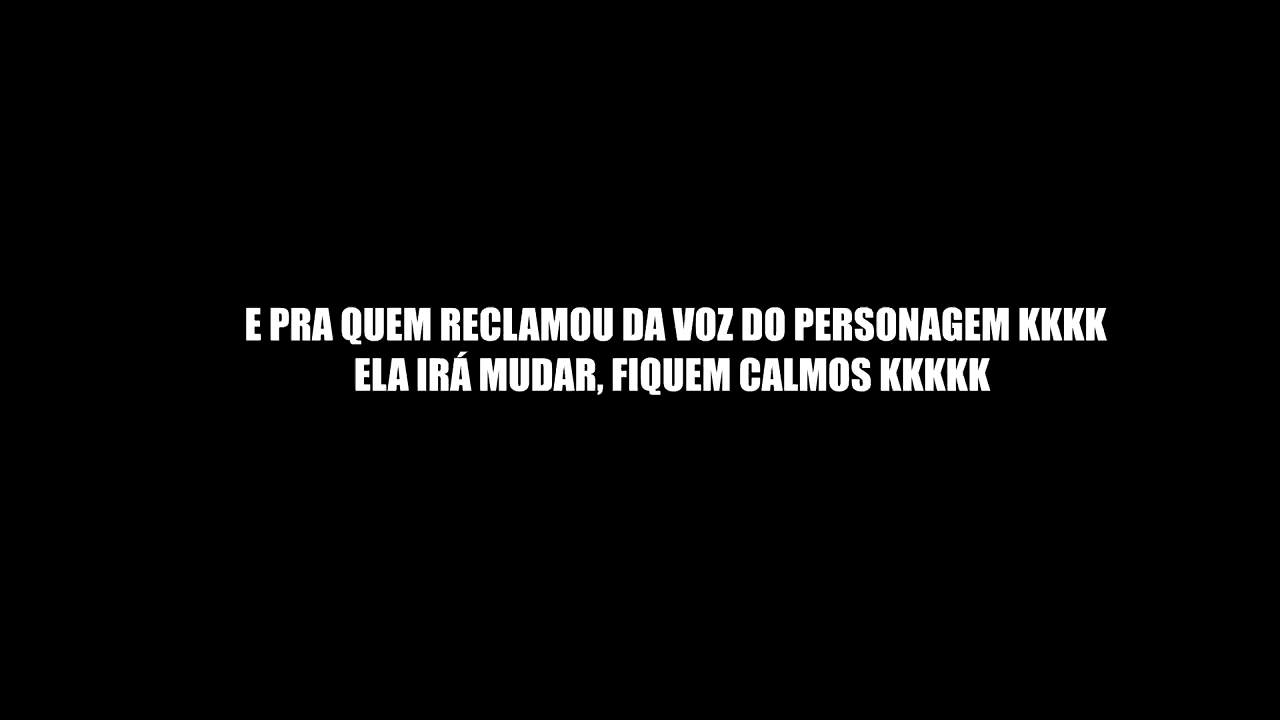 E PRA QUEM RECLAMOU DA VOZ DO PERSONAGEM KKKK
ELA IRÁ MUDAR, FIQUEM CALMOS KKKKK